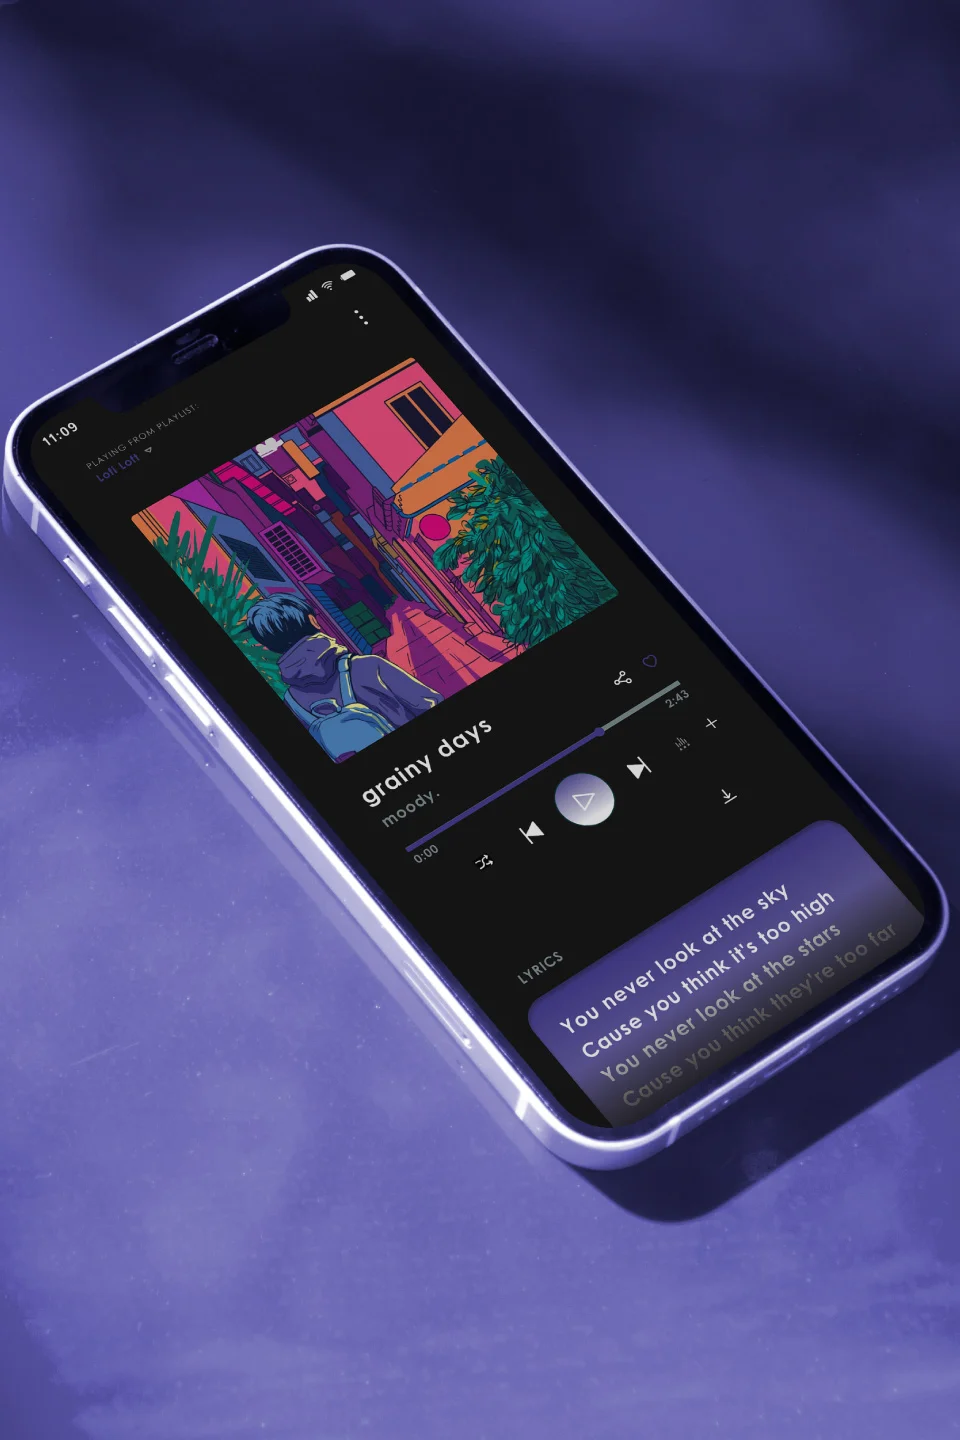 11:09
PLAYING FROM PLAYLIST:
Lofi Loft
grainy days
moody.
0:00
2:43
LYRICS
You never look at the sky
Cause you think it's too high
You never look at the stars
Cause you think they're too far